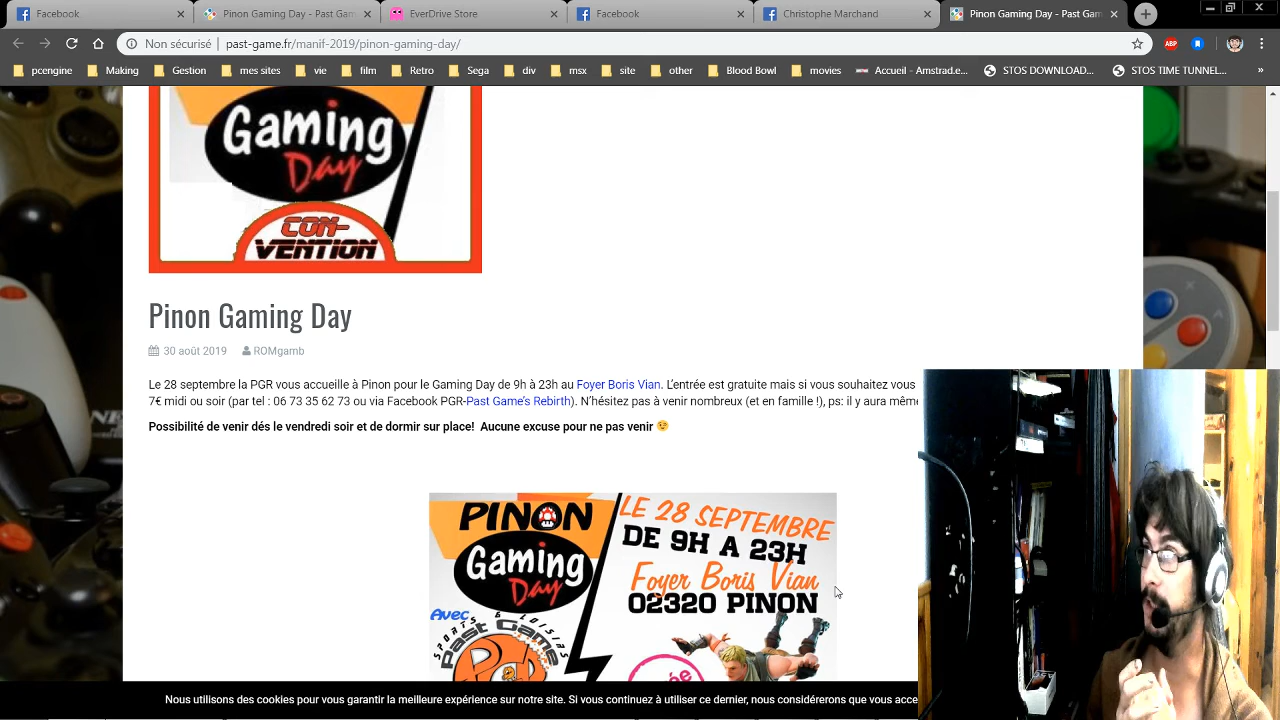 Facebook
Pinon Gaming Day - Past Gam
EverDrive Store
Facebook
Christophe Marchand
Pinon Gaming Day - Past Gam
Non sécurisé | past-game.fr/manif-2019/pinon-gaming-day/
ABP
pcengine
Making
Gestion
mes sites
vie
film
Retro
Sega
div
msx
site
other
Blood Bowl
movies
Accueil - Amstrad.e...
STOS DOWNLOAD...
STOS TIME TUNNEL...
Gaming
Day
CON-
VENTION
Pinon Gaming Day
30 août 2019 ROMgamb
Le 28 septembre la PGR vous accueille à Pinon pour le Gaming Day de 9h à 23h au Foyer Boris Vian. L'entrée est gratuite mais si vous souhaitez vous
7€ midi ou soir (par tel : 06 73 35 62 73 ou via Facebook PGR-Past Game's Rebirth). N'hésitez pas à venir nombreux (et en famille !), ps: il y aura même
Possibilité de venir dés le vendredi soir et de dormir sur place! Aucune excuse pour ne pas venir 😉
PINON
Gaming
Day
LE 28 SEPTEMBRE
DE 9H A 23H
Foyer Boris Vian
02320 PINON
Avec
SPORTS & LOISIRS
Past Game
Nous utilisons des cookies pour vous garantir la meilleure expérience sur notre site. Si vous continuez à utiliser ce dernier, nous considérerons que vous acce